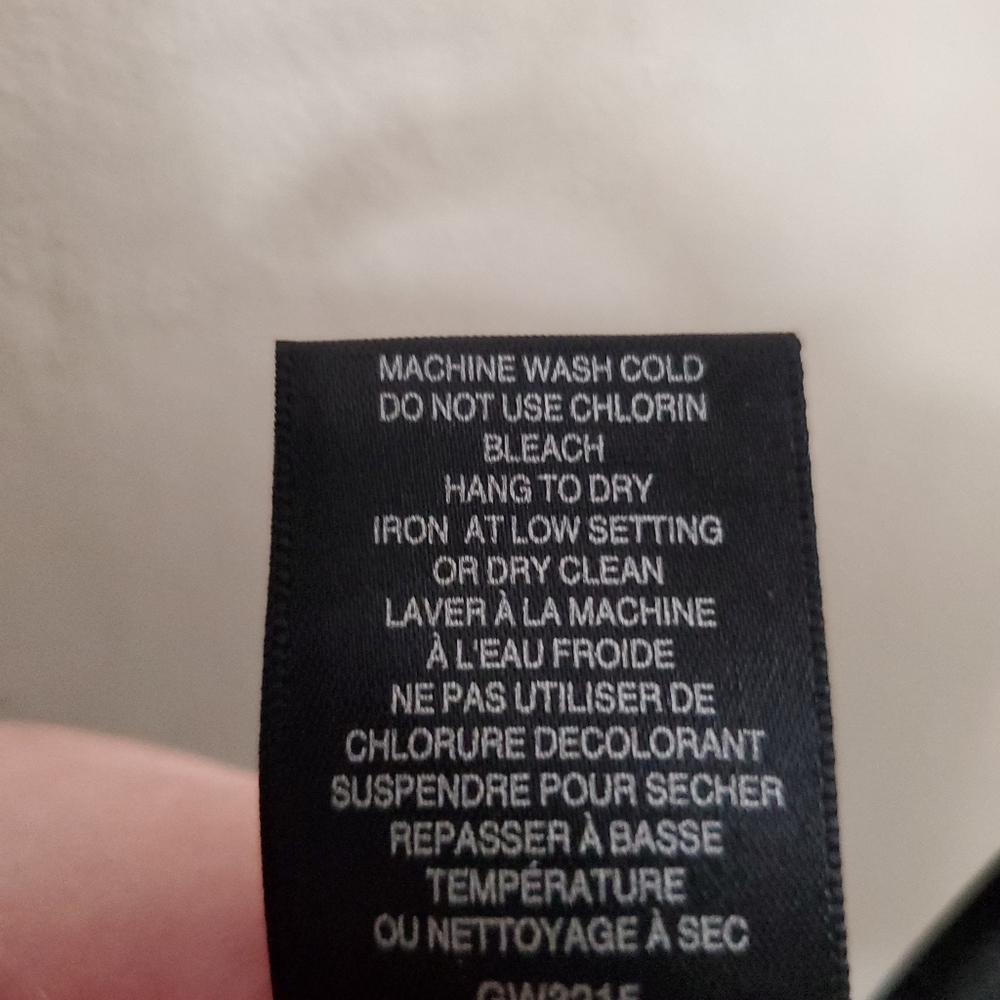 MACHINE WASH COLD
DO NOT USE CHLORIN
BLEACH
HANG TO DRY
IRON AT LOW SETTING
OR DRY CLEAN
LAVER À LA MACHINE
À L'EAU FROIDE
NE PAS UTILISER DE
CHLORURE DECOLORANT
SUSPENDRE POUR SECHER
REPASSER À BASSE
TEMPÉRATURE
OU NETTOYAGE À SEC